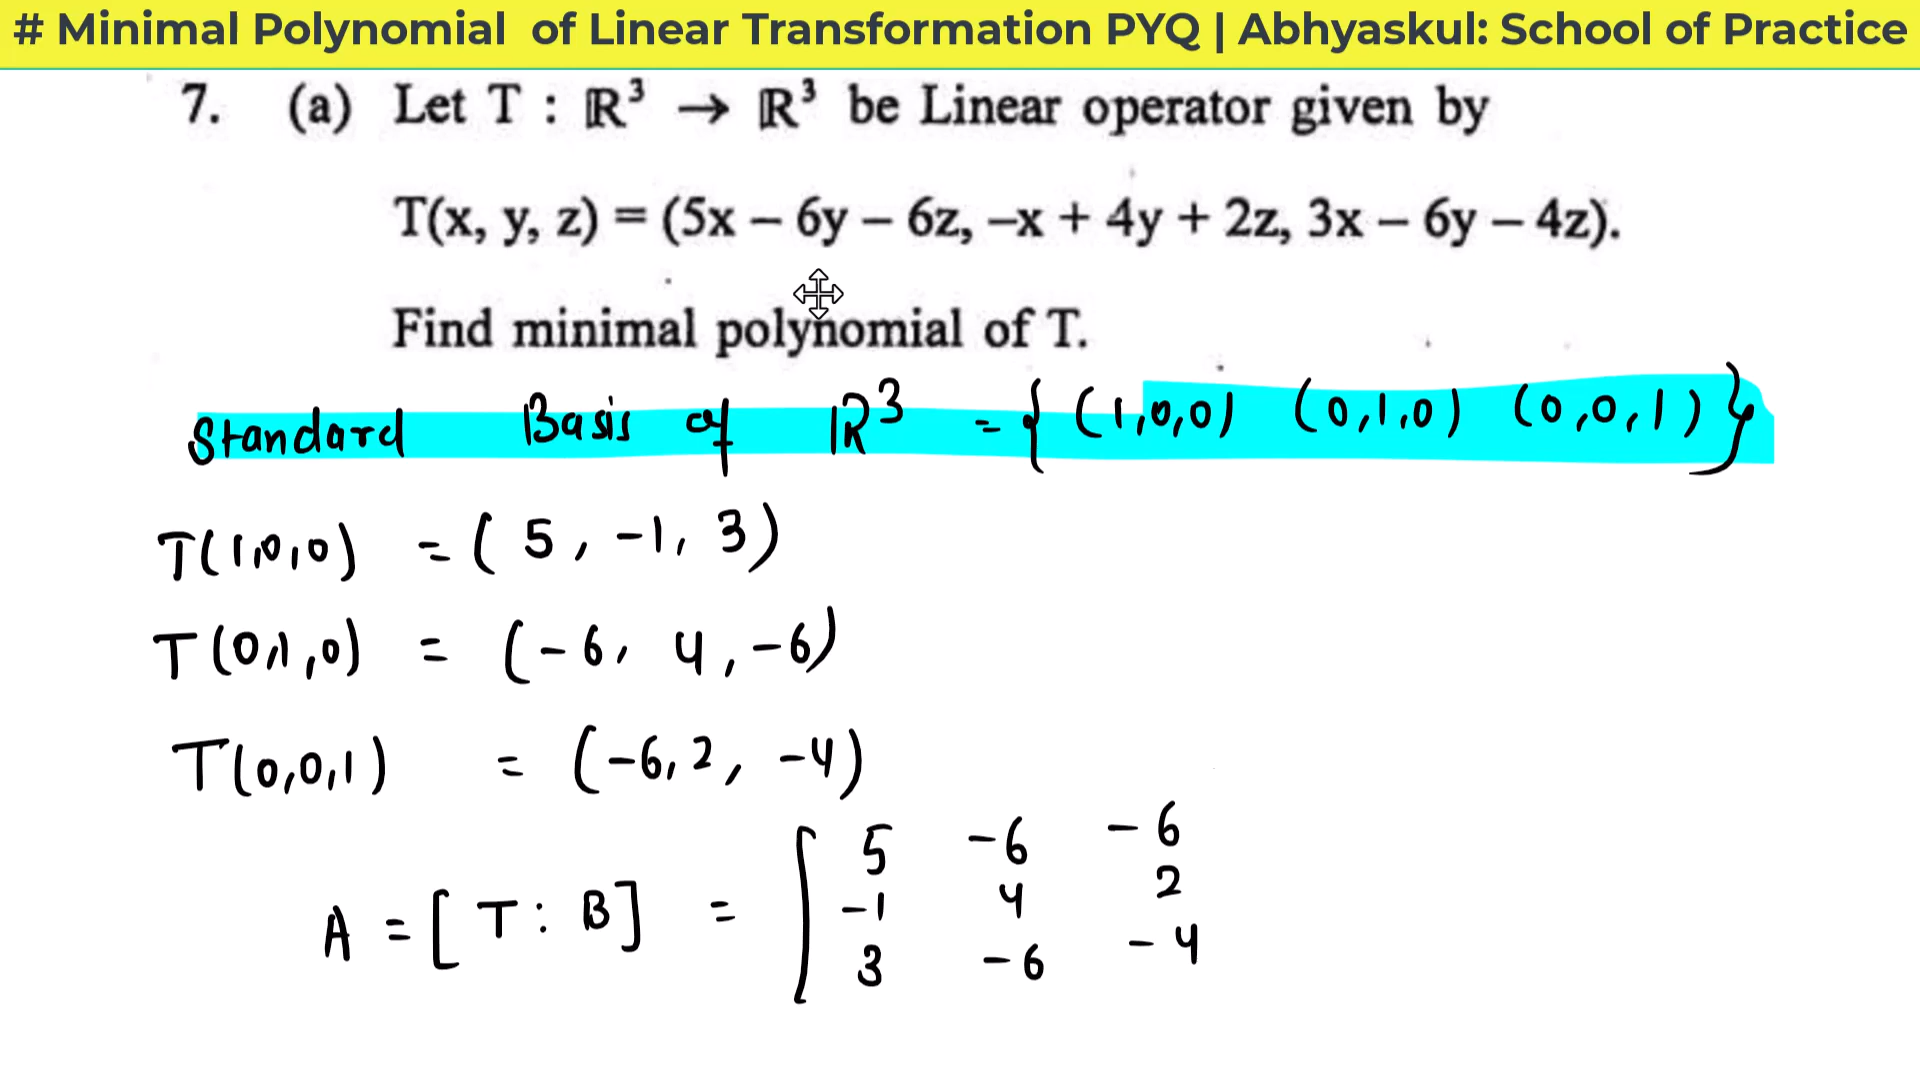 # Minimal Polynomial of Linear Transformation PYQ | Abhyaskul: School of Practice
7. (a) Let T : ℝ³ → ℝ³ be Linear operator given by
T(x, y, z) = (5x – 6y – 6z, –x + 4y + 2z, 3x – 6y – 4z).
Find minimal polynomial of T.
Standard Basis of ℝ³ = { (1,0,0) (0,1,0) (0,0,1) }
T(1,0,0) = ( 5, -1, 3)
T(0,1,0) = (-6, 4, -6)
T(0,0,1) = (-6, 2, -4)
A = [ T : B ] = [ 5 -6 -6
-1 4 2
3 -6 -4